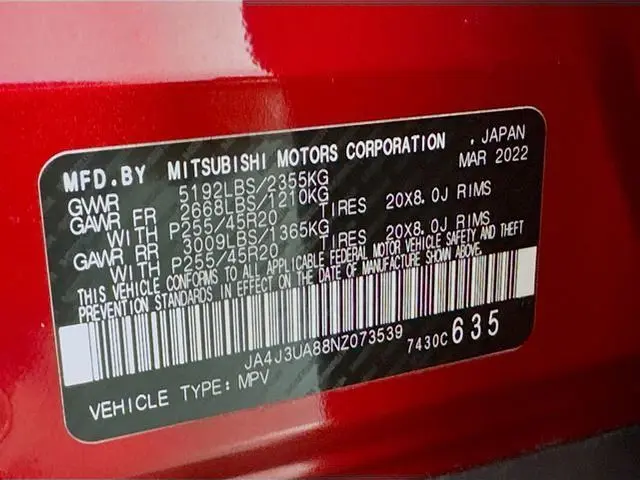 MFD.BY MITSUBISHI MOTORS CORPORATION , JAPAN
MAR 2022
GVWR 5192LBS/2355KG
GAWR FR 2668LBS/1210KG
WITH P255/45R20 TIRES 20X8.0J RIMS
GAWR RR 3009LBS/1365KG
WITH P255/45R20 TIRES 20X8.0J RIMS
THIS VEHICLE CONFORMS TO ALL APPLICABLE FEDERAL MOTOR VEHICLE SAFETY AND THEFT
PREVENTION STANDARDS IN EFFECT ON THE DATE OF MANUFACTURE SHOWN ABOVE.
JA4J3UA88NZ073539 7430C 635
VEHICLE TYPE: MPV